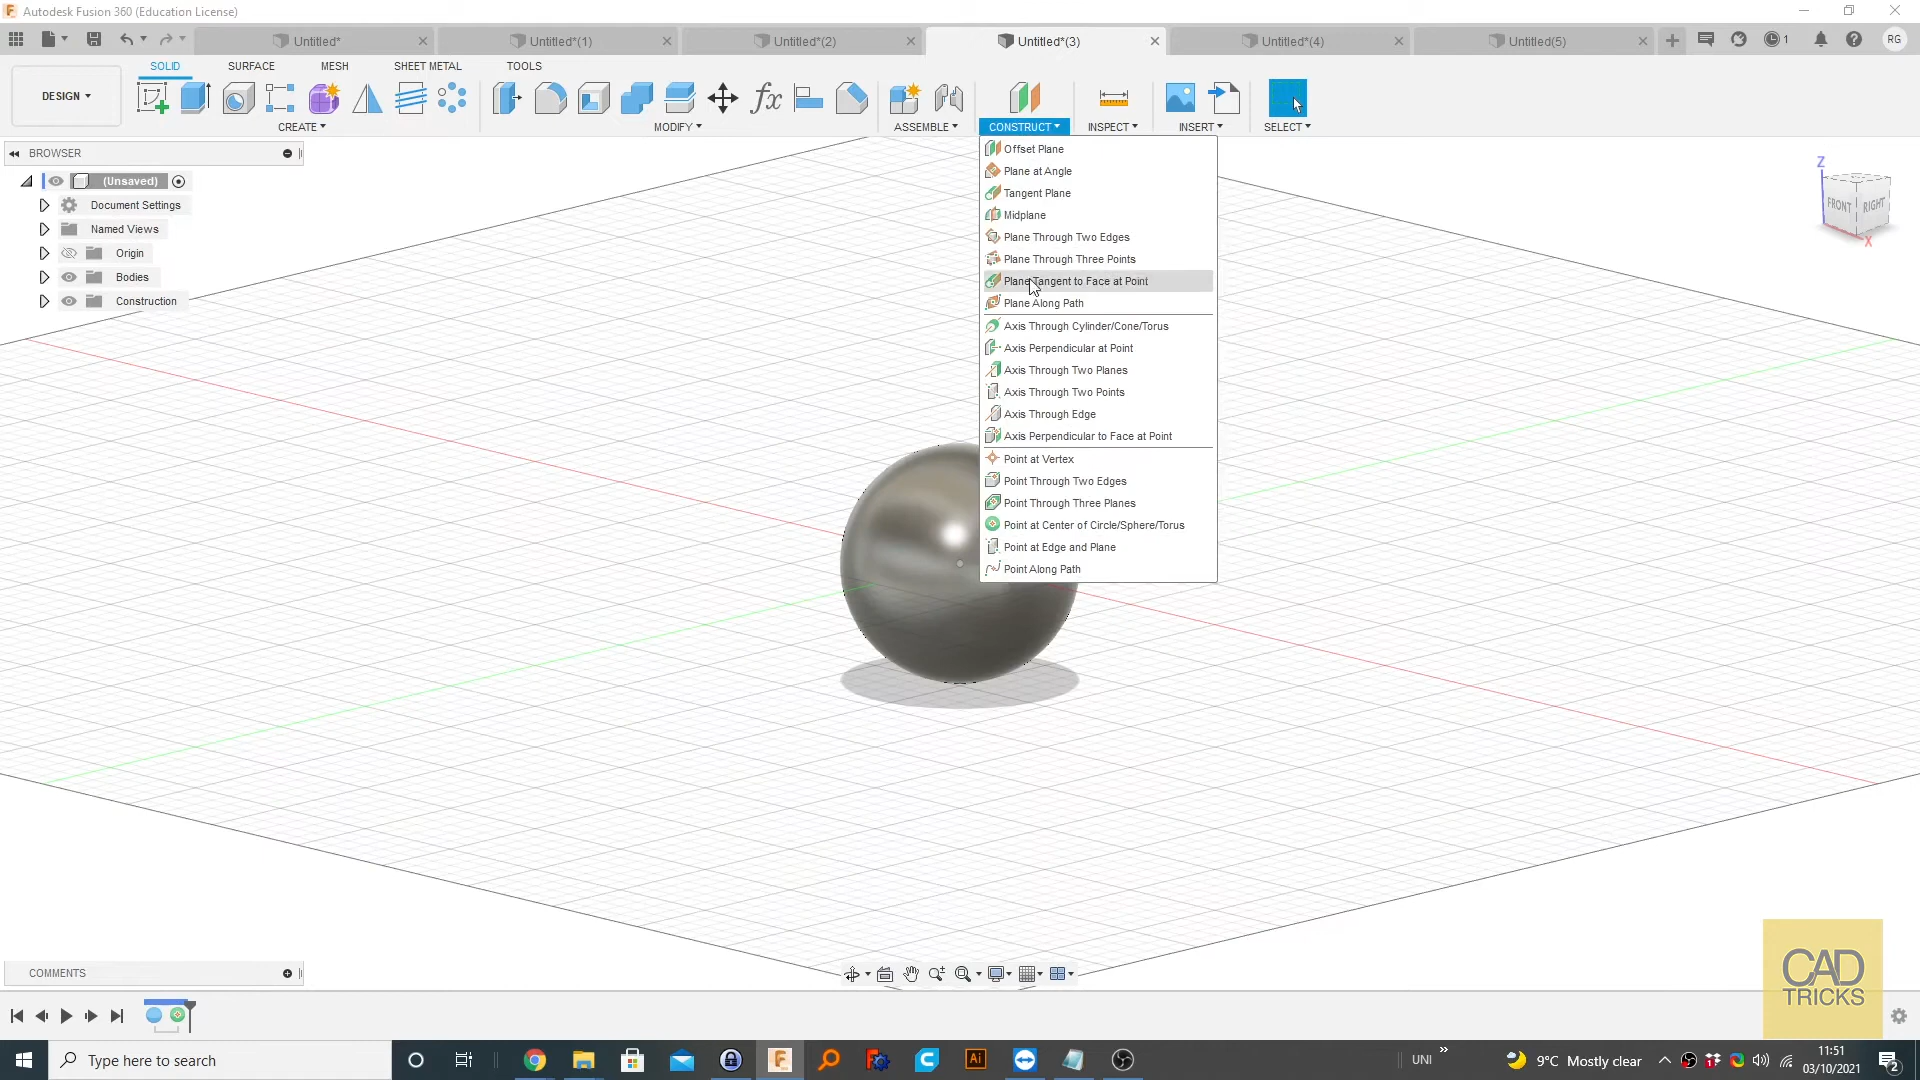 Autodesk Fusion 360 (Education License)
Untitled*
Untitled*(1)
Untitled*(2)
Untitled*(3)
Untitled*(4)
Untitled(5)
1
RG
SOLID
SURFACE
MESH
SHEET METAL
TOOLS
DESIGN
CREATE
MODIFY
ASSEMBLE
CONSTRUCT
INSPECT
INSERT
SELECT
BROWSER
(Unsaved)
Document Settings
Named Views
Origin
Bodies
Construction
Offset Plane
Plane at Angle
Tangent Plane
Midplane
Plane Through Two Edges
Plane Through Three Points
Plane Tangent to Face at Point
Plane Along Path
Axis Through Cylinder/Cone/Torus
Axis Perpendicular at Point
Axis Through Two Planes
Axis Through Two Points
Axis Through Edge
Axis Perpendicular to Face at Point
Point at Vertex
Point Through Two Edges
Point Through Three Planes
Point at Center of Circle/Sphere/Torus
Point at Edge and Plane
Point Along Path
Z
FRONT
RIGHT
X
COMMENTS
CAD
TRICKS
Type here to search
Ai
UNI
9°C Mostly clear
11:51
03/10/2021
2